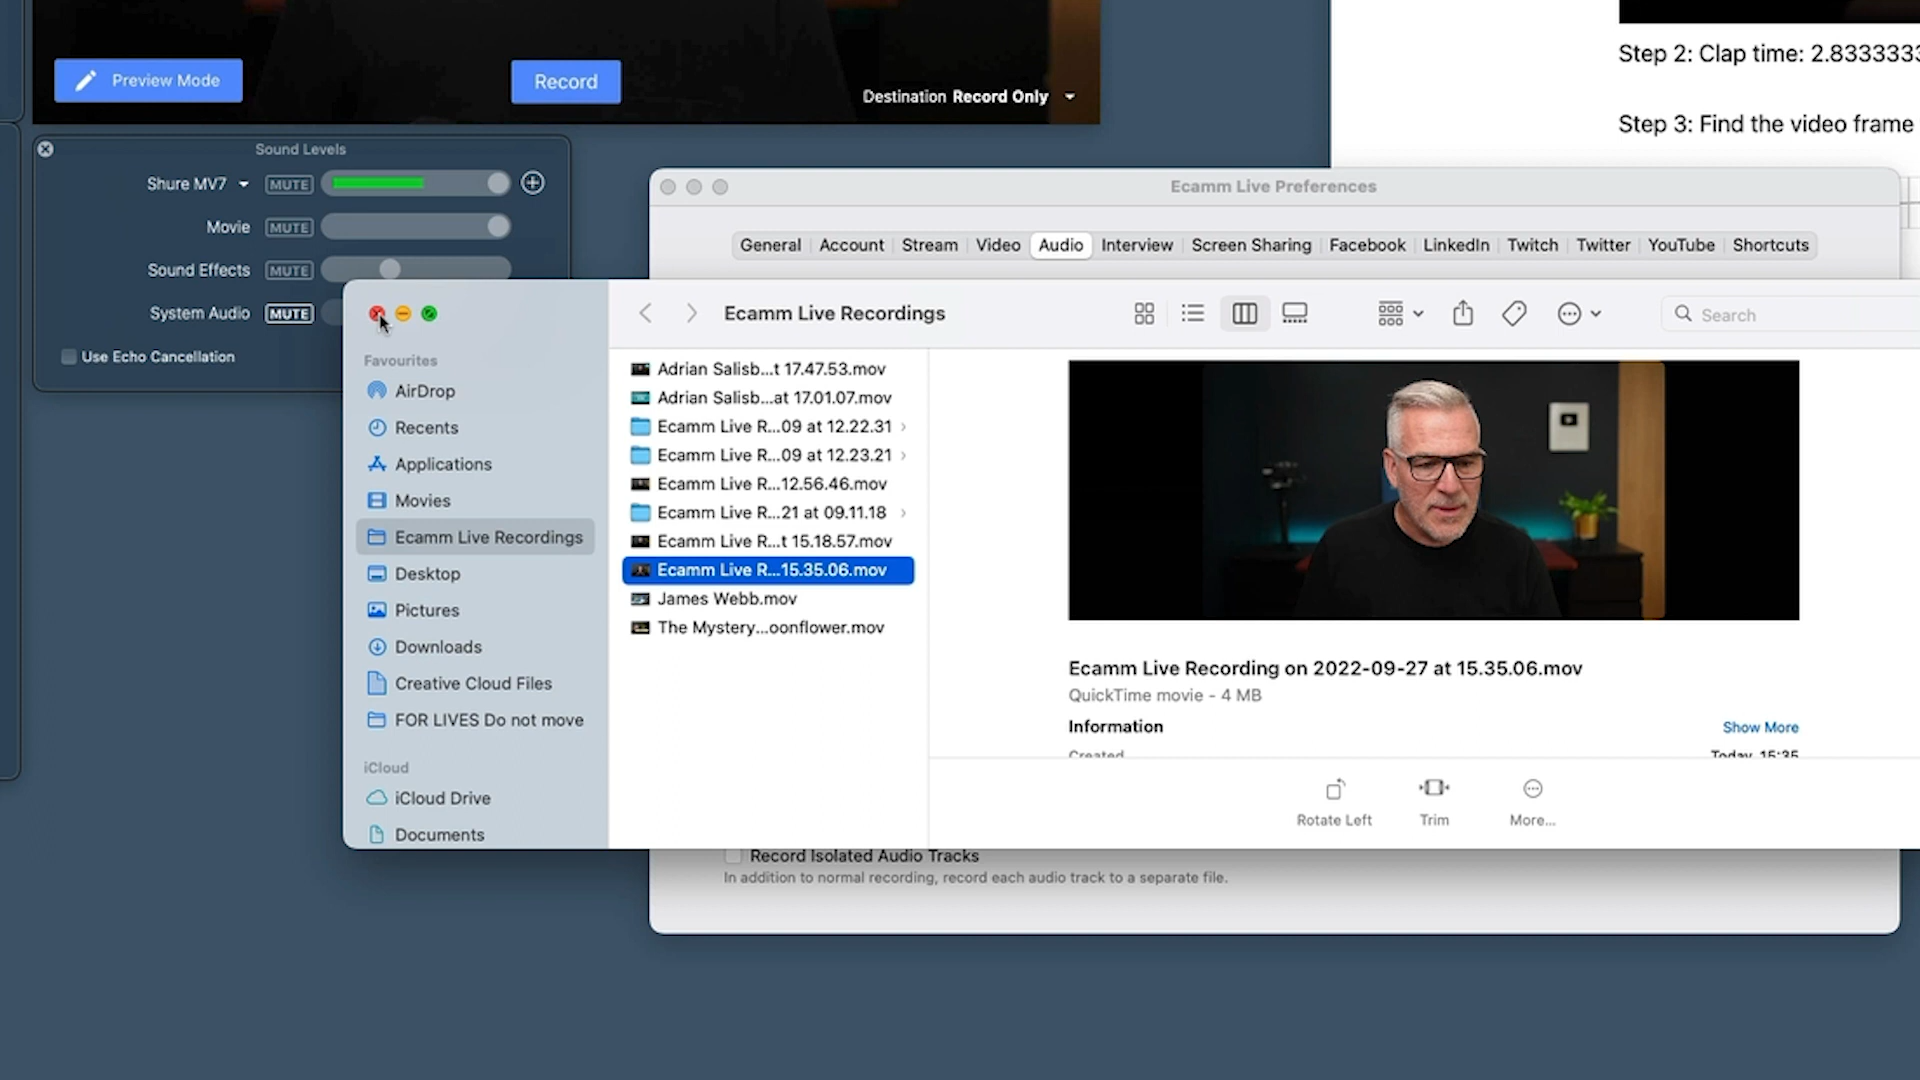 Preview Mode
Record
Destination Record Only
Step 2: Clap time: 2.833333
Step 3: Find the video frame
Sound Levels
Shure MV7
MUTE
Movie
MUTE
Sound Effects
MUTE
System Audio
MUTE
Use Echo Cancellation
Ecamm Live Preferences
General
Account
Stream
Video
Audio
Interview
Screen Sharing
Facebook
LinkedIn
Twitch
Twitter
YouTube
Shortcuts
Ecamm Live Recordings
Search
Favourites
AirDrop
Recents
Applications
Movies
Ecamm Live Recordings
Desktop
Pictures
Downloads
Creative Cloud Files
FOR LIVES Do not move
iCloud
iCloud Drive
Documents
Adrian Salisb...t 17.47.53.mov
Adrian Salisb...at 17.01.07.mov
Ecamm Live R...09 at 12.22.31
Ecamm Live R...09 at 12.23.21
Ecamm Live R...12.56.46.mov
Ecamm Live R...21 at 09.11.18
Ecamm Live R...t 15.18.57.mov
Ecamm Live R...15.35.06.mov
James Webb.mov
The Mystery...oonflower.mov
Ecamm Live Recording on 2022-09-27 at 15.35.06.mov
QuickTime movie - 4 MB
Information
Show More
Created
Today, 15:35
Rotate Left
Trim
More...
Record Isolated Audio Tracks
In addition to normal recording, record each audio track to a separate file.